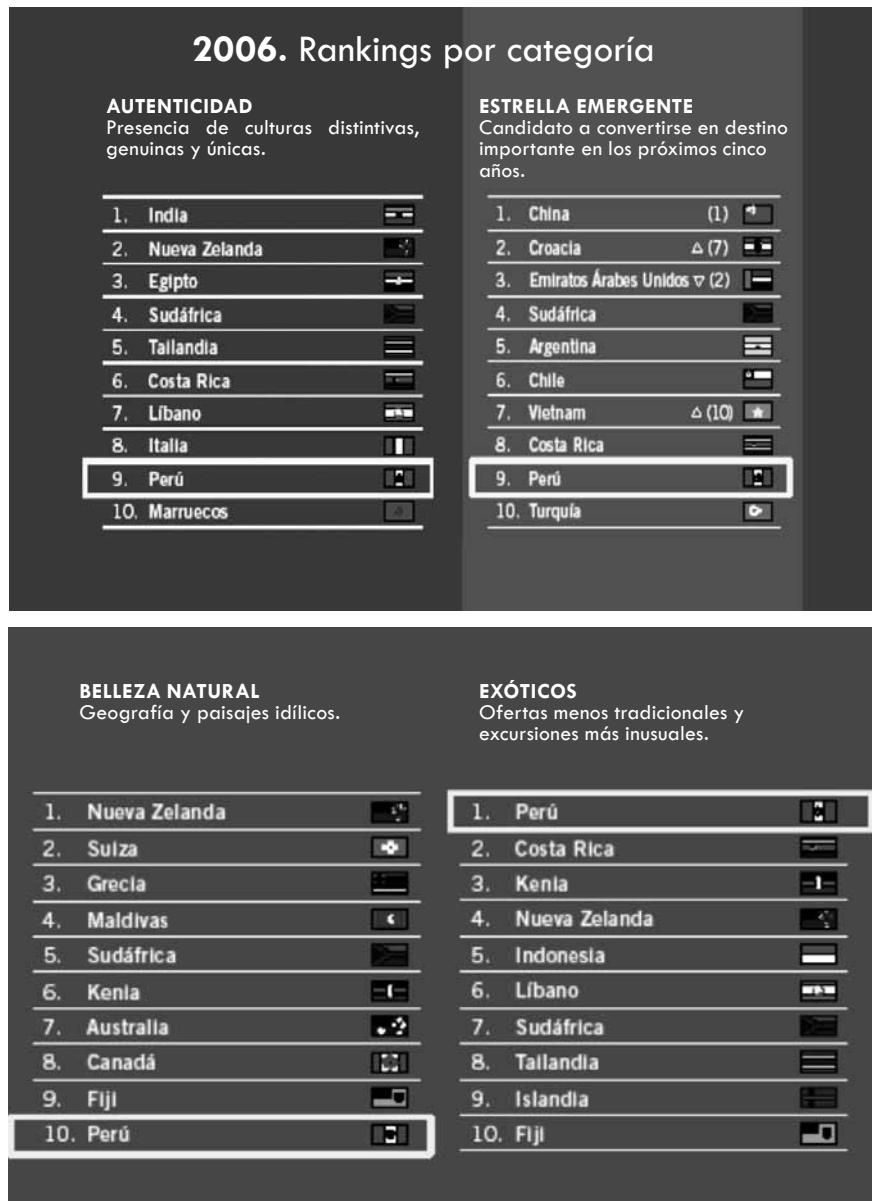 2006. Rankings por categoría
AUTENTICIDAD
Presencia de culturas distintivas,
genuinas y únicas.
1. India
2. Nueva Zelanda
3. Egipto
4. Sudáfrica
5. Tailandia
6. Costa Rica
7. Líbano
8. Italia
9. Perú
10. Marruecos
ESTRELLA EMERGENTE
Candidato a convertirse en destino
importante en los próximos cinco
años.
1. China (1)
2. Croacia △ (7)
3. Emiratos Árabes Unidos ▽ (2)
4. Sudáfrica
5. Argentina
6. Chile
7. Vietnam △ (10)
8. Costa Rica
9. Perú
10. Turquía
BELLEZA NATURAL
Geografía y paisajes idílicos.
1. Nueva Zelanda
2. Suiza
3. Grecia
4. Maldivas
5. Sudáfrica
6. Kenia
7. Australia
8. Canadá
9. Fiji
10. Perú
EXÓTICOS
Ofertas menos tradicionales y
excursiones más inusuales.
1. Perú
2. Costa Rica
3. Kenia
4. Nueva Zelanda
5. Indonesia
6. Líbano
7. Sudáfrica
8. Tailandia
9. Islandia
10. Fiji